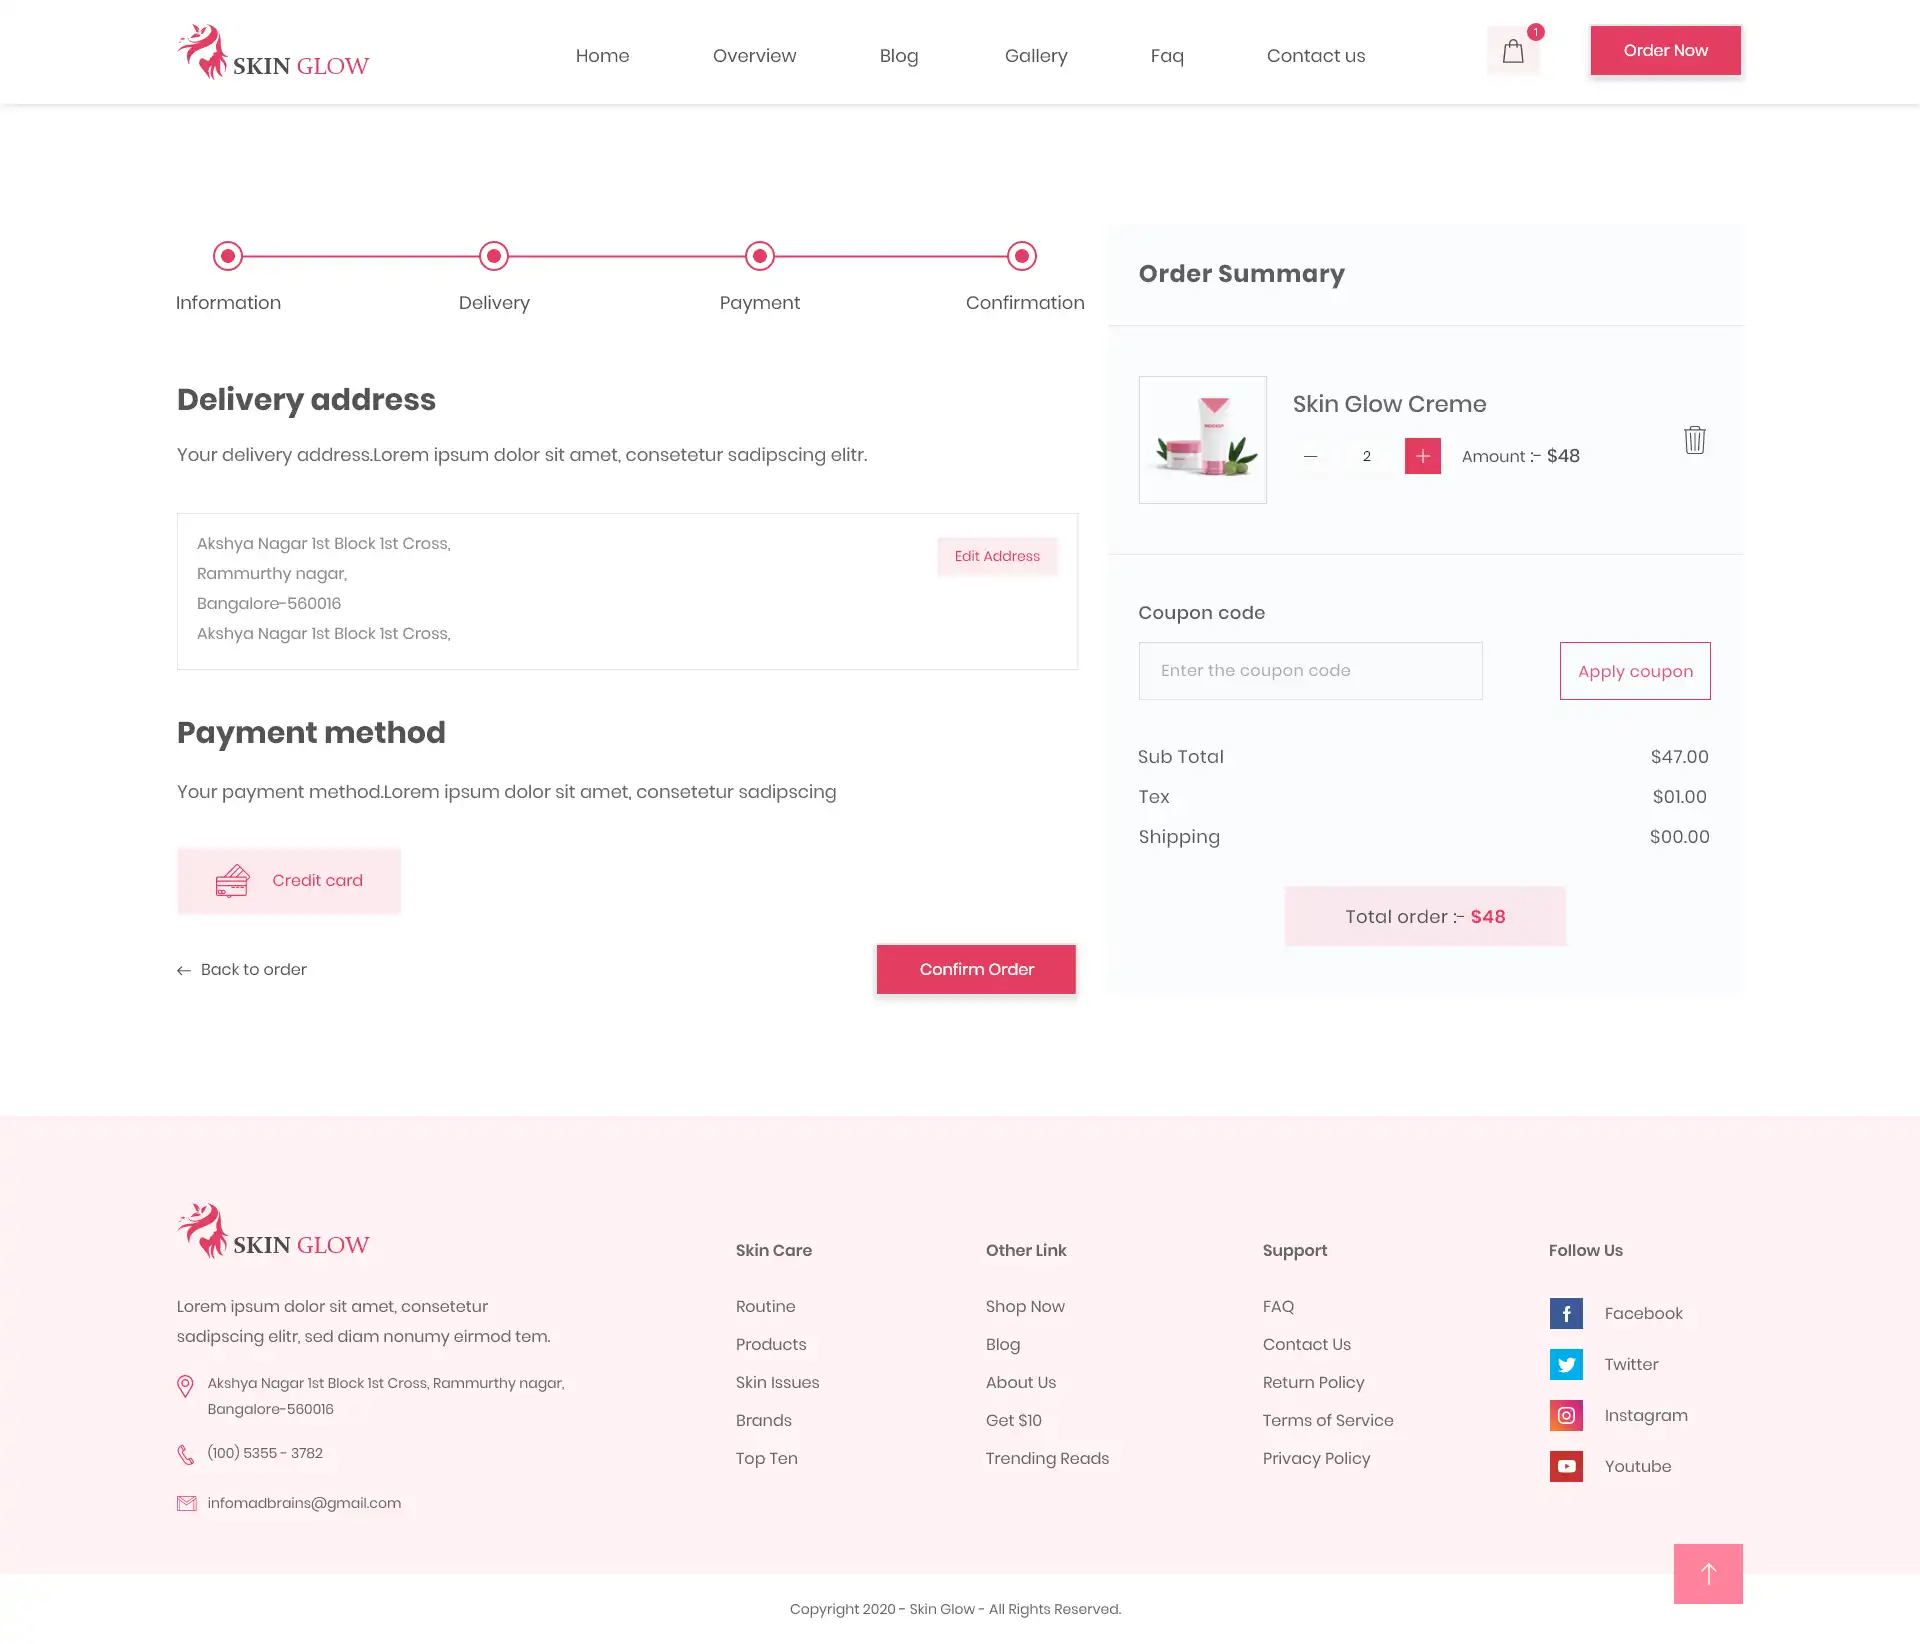 SKIN GLOW
Home
Overview
Blog
Gallery
Faq
Contact us
1
Order Now
Information
Delivery
Payment
Confirmation
Delivery address
Your delivery address.Lorem ipsum dolor sit amet, consetetur sadipscing elitr.
Akshya Nagar 1st Block 1st Cross,
Rammurthy nagar,
Bangalore-560016
Akshya Nagar 1st Block 1st Cross,
Edit Address
Payment method
Your payment method.Lorem ipsum dolor sit amet, consetetur sadipscing
Credit card
Back to order
Confirm Order
Order Summary
MOCKUP
Skin Glow Creme
2
Amount :- $48
Coupon code
Enter the coupon code
Apply coupon
Sub Total $47.00
Tex $01.00
Shipping $00.00
Total order :- $48
SKIN GLOW
Lorem ipsum dolor sit amet, consetetur
sadipscing elitr, sed diam nonumy eirmod tem.
Akshya Nagar 1st Block 1st Cross, Rammurthy nagar,
Bangalore-560016
(100) 5355 - 3782
infomadbrains@gmail.com
Skin Care
Routine
Products
Skin Issues
Brands
Top Ten
Other Link
Shop Now
Blog
About Us
Get $10
Trending Reads
Support
FAQ
Contact Us
Return Policy
Terms of Service
Privacy Policy
Follow Us
Facebook
Twitter
Instagram
Youtube
Copyright 2020 - Skin Glow - All Rights Reserved.